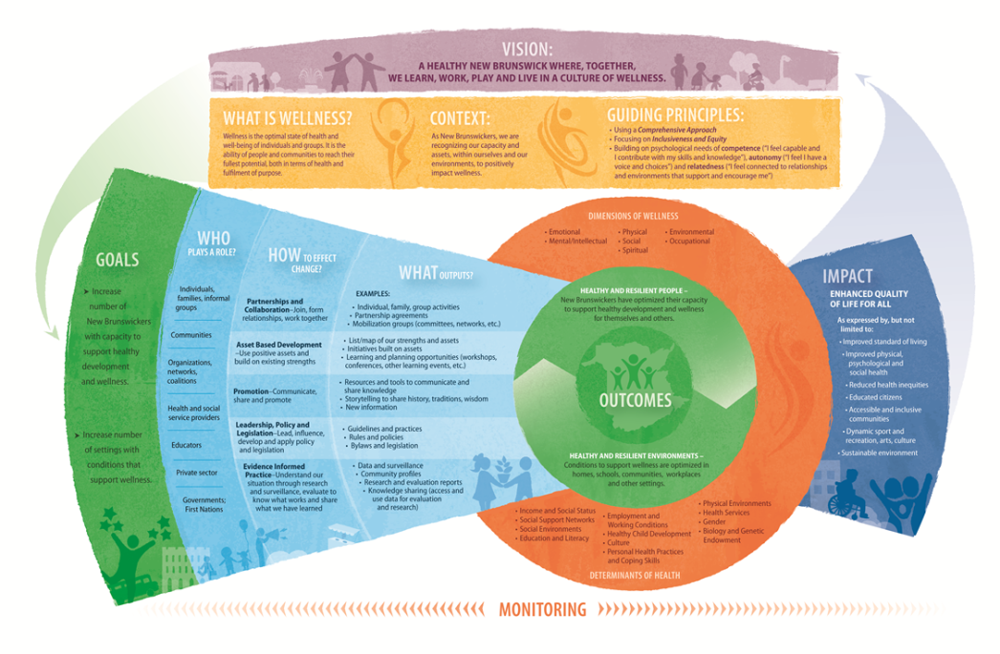 VISION:
A HEALTHY NEW BRUNSWICK WHERE, TOGETHER,
WE LEARN, WORK, PLAY AND LIVE IN A CULTURE OF WELLNESS.
WHAT IS WELLNESS?
Wellness is the optimal state of health and
well-being of individuals and groups. It is the
ability of people and communities to reach their
fullest potential, both in terms of health and
fulfilment of purpose.
CONTEXT:
As New Brunswickers, we are
recognizing our capacity and
assets, within ourselves and our
environments, to positively
impact wellness.
GUIDING PRINCIPLES:
• Using a Comprehensive Approach
• Focusing on Inclusiveness and Equity
• Building on psychological needs of competence ("I feel capable and
I contribute with my skills and knowledge"), autonomy ("I feel I have a
voice and choices") and relatedness ("I feel connected to relationships
and environments that support and encourage me")
GOALS
➤ Increase
number of
New Brunswickers
with capacity to
support healthy
development
and wellness.
➤ Increase number
of settings with
conditions that
support wellness.
WHO
PLAYS A ROLE?
Individuals,
families, informal
groups
Communities
Organizations,
networks,
coalitions
Health and social
service providers
Educators
Private sector
Governments;
First Nations
HOW TO EFFECT
CHANGE?
Partnerships and
Collaboration–Join, form
relationships, work together
Asset Based Development
–Use positive assets and
build on existing strengths
Promotion–Communicate,
share and promote
Leadership, Policy and
Legislation–Lead, influence,
develop and apply policy
and legislation
Evidence Informed
Practice–Understand our
situation through research
and surveillance, evaluate to
know what works and share
what we have learned
WHAT OUTPUTS?
EXAMPLES:
• Individual, family, group activities
• Partnership agreements
• Mobilization groups (committees, networks, etc.)
• List/map of our strengths and assets
• Initiatives built on assets
• Learning and planning opportunities (workshops,
conferences, other learning events, etc.)
• Resources and tools to communicate and
share knowledge
• Storytelling to share history, traditions, wisdom
• New information
• Guidelines and practices
• Rules and policies
• Bylaws and legislation
• Data and surveillance
• Community profiles
• Research and evaluation reports
• Knowledge sharing (access and
use data for evaluation
and research)
DIMENSIONS OF WELLNESS
• Emotional
• Mental/Intellectual
• Physical
• Social
• Spiritual
• Environmental
• Occupational
HEALTHY AND RESILIENT PEOPLE –
New Brunswickers have optimized their capacity
to support healthy development and wellness
for themselves and others.
OUTCOMES
HEALTHY AND RESILIENT ENVIRONMENTS –
Conditions to support wellness are optimized in
homes, schools, communities, workplaces
and other settings.
• Income and Social Status
• Social Support Networks
• Social Environments
• Education and Literacy
• Employment and
Working Conditions
• Healthy Child Development
• Culture
• Personal Health Practices
and Coping Skills
• Physical Environments
• Health Services
• Gender
• Biology and Genetic
Endowment
DETERMINANTS OF HEALTH
IMPACT
ENHANCED QUALITY
OF LIFE FOR ALL
As expressed by, but not
limited to:
• Improved standard of living
• Improved physical,
psychological and
social health
• Reduced health inequities
• Educated citizens
• Accessible and inclusive
communities
• Dynamic sport and
recreation, arts, culture
• Sustainable environment
MONITORING